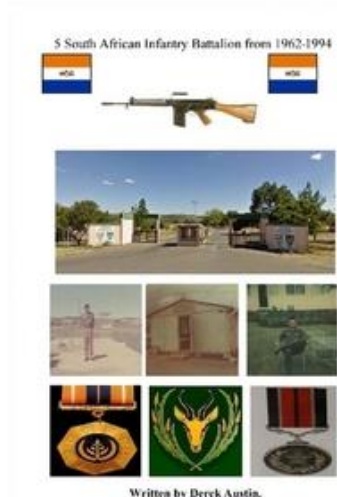 5 South African Infantry Battalion from 1962-1994
Written by Derek Austin.